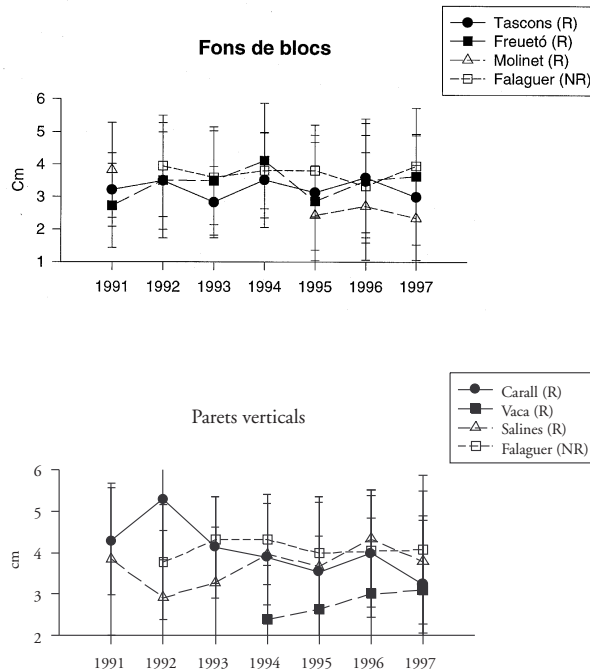 Tascons (R)
Freuetó (R)
Molinet (R)
Falaguer (NR)
Fons de blocs
6
5
4
3
2
1
Cm
1991 1992 1993 1994 1995 1996 1997
Carall (R)
Vaca (R)
Salines (R)
Falaguer (NR)
Parets verticals
6
5
4
3
2
cm
1991 1992 1993 1994 1995 1996 1997